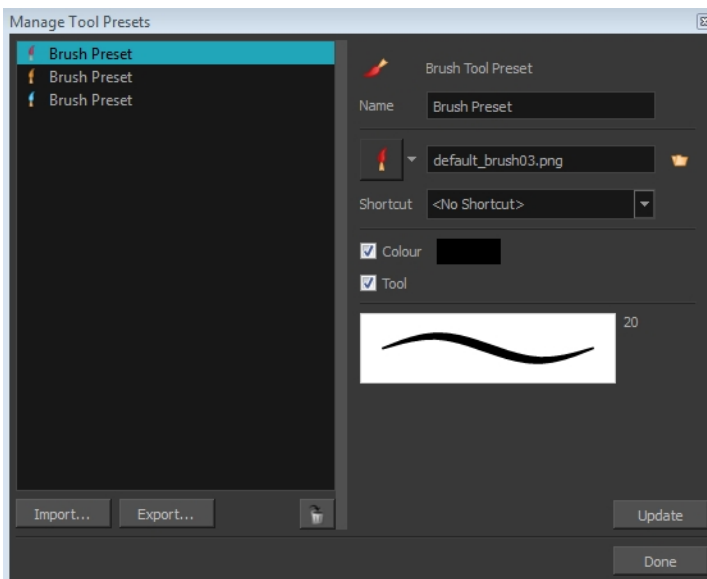 Manage Tool Presets
Brush Preset
Brush Preset
Brush Preset
Import...
Export...
Brush Tool Preset
Name
Brush Preset
default_brush03.png
Shortcut
<No Shortcut>
Colour
Tool
20
Update
Done